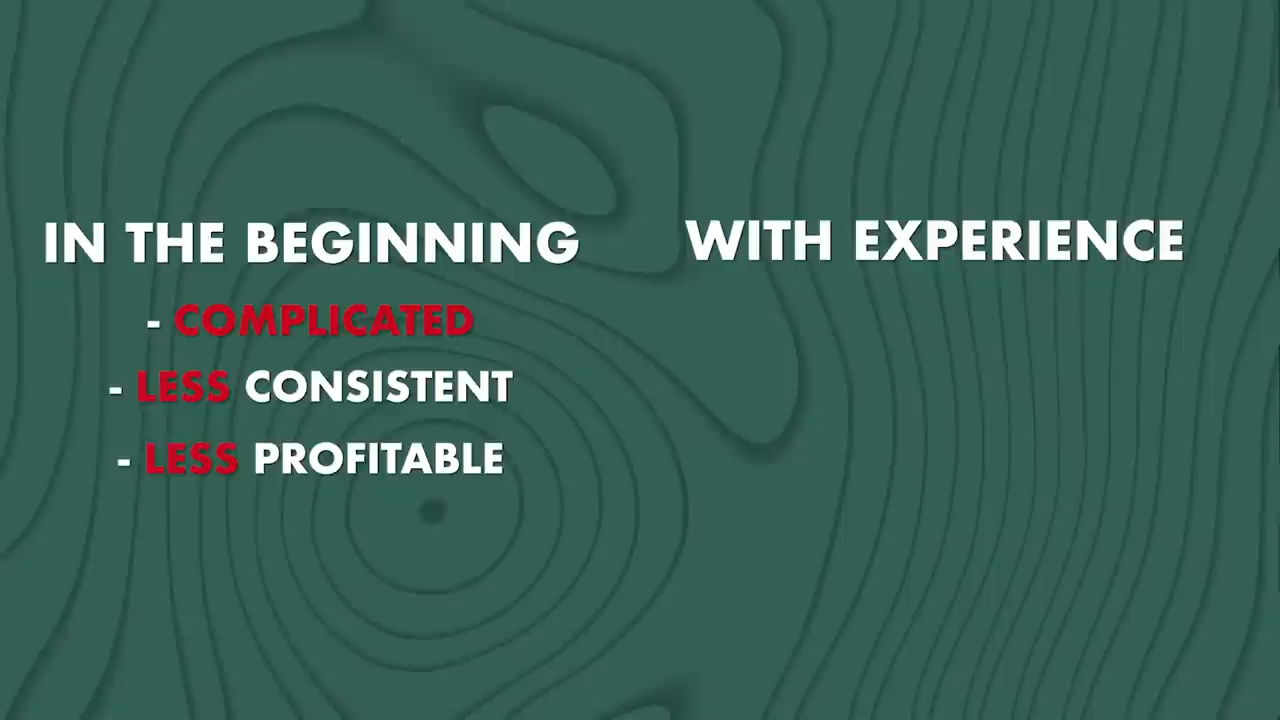 IN THE BEGINNING
- COMPLICATED
- LESS CONSISTENT
- LESS PROFITABLE
WITH EXPERIENCE